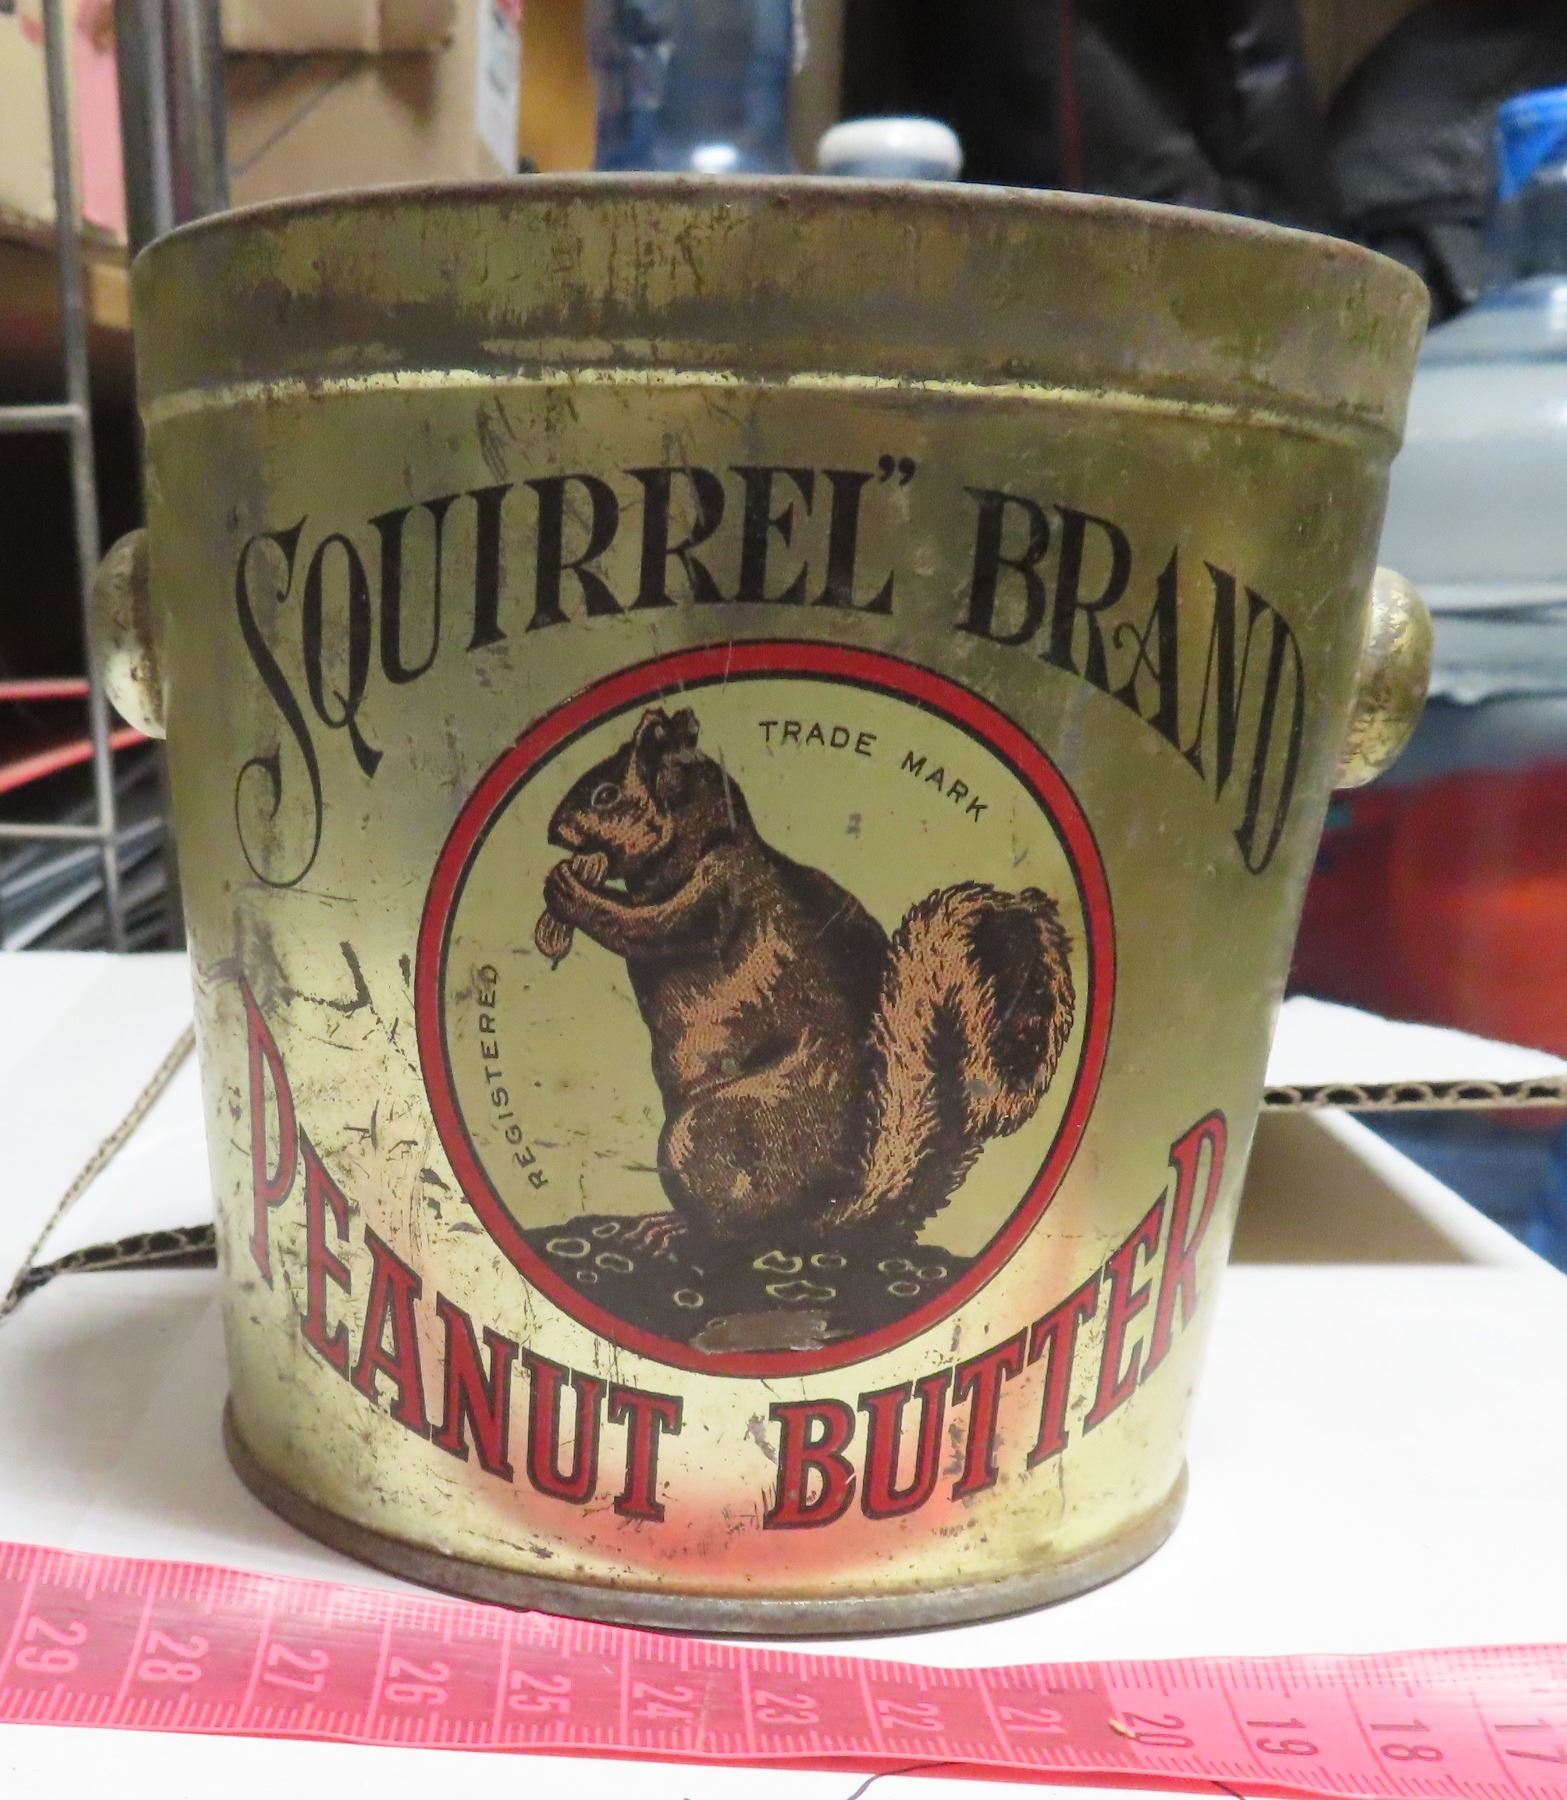 SQUIRREL” BRAND
TRADE MARK
REGISTERED
PEANUT BUTTER
29 28 27 26 25 24 23 22 21 20 19 18 17